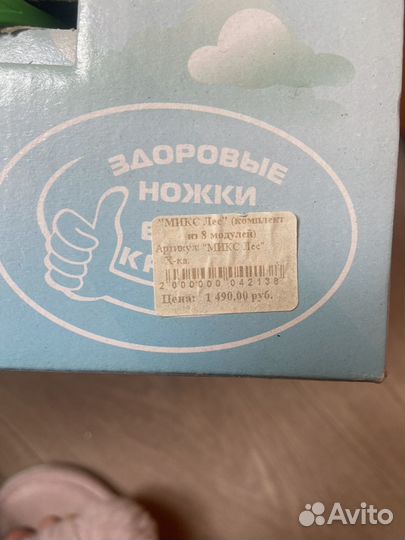 ЗДОРОВЫЕ
НОЖКИ
"МИКС Лес" (комплект
из 8 модулей)
Артикул: "МИКС Лес"
Х-ка:
2 000000 042138
Цена: 1 490,00 руб.
Avito